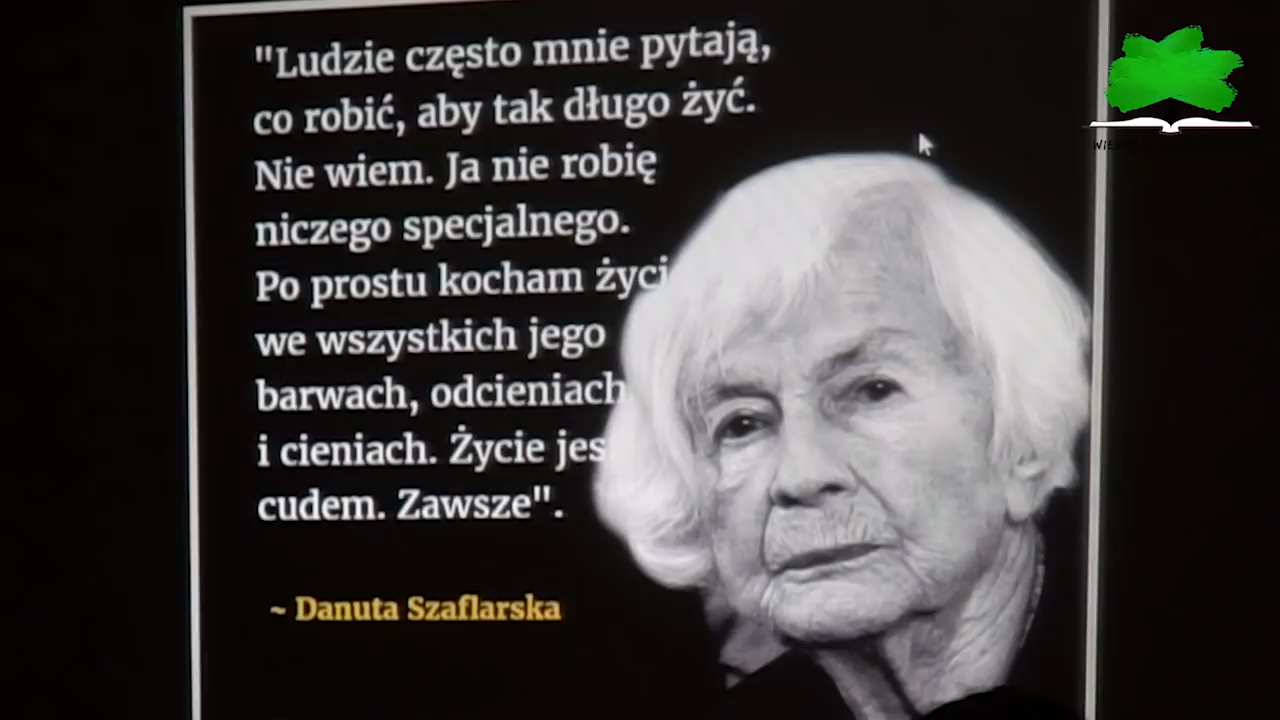 "Ludzie często mnie pytają,
co robić, aby tak długo żyć.
Nie wiem. Ja nie robię
niczego specjalnego.
Po prostu kocham życi
we wszystkich jego
barwach, odcieniach
i cieniach. Życie jes
cudem. Zawsze".
~ Danuta Szaflarska